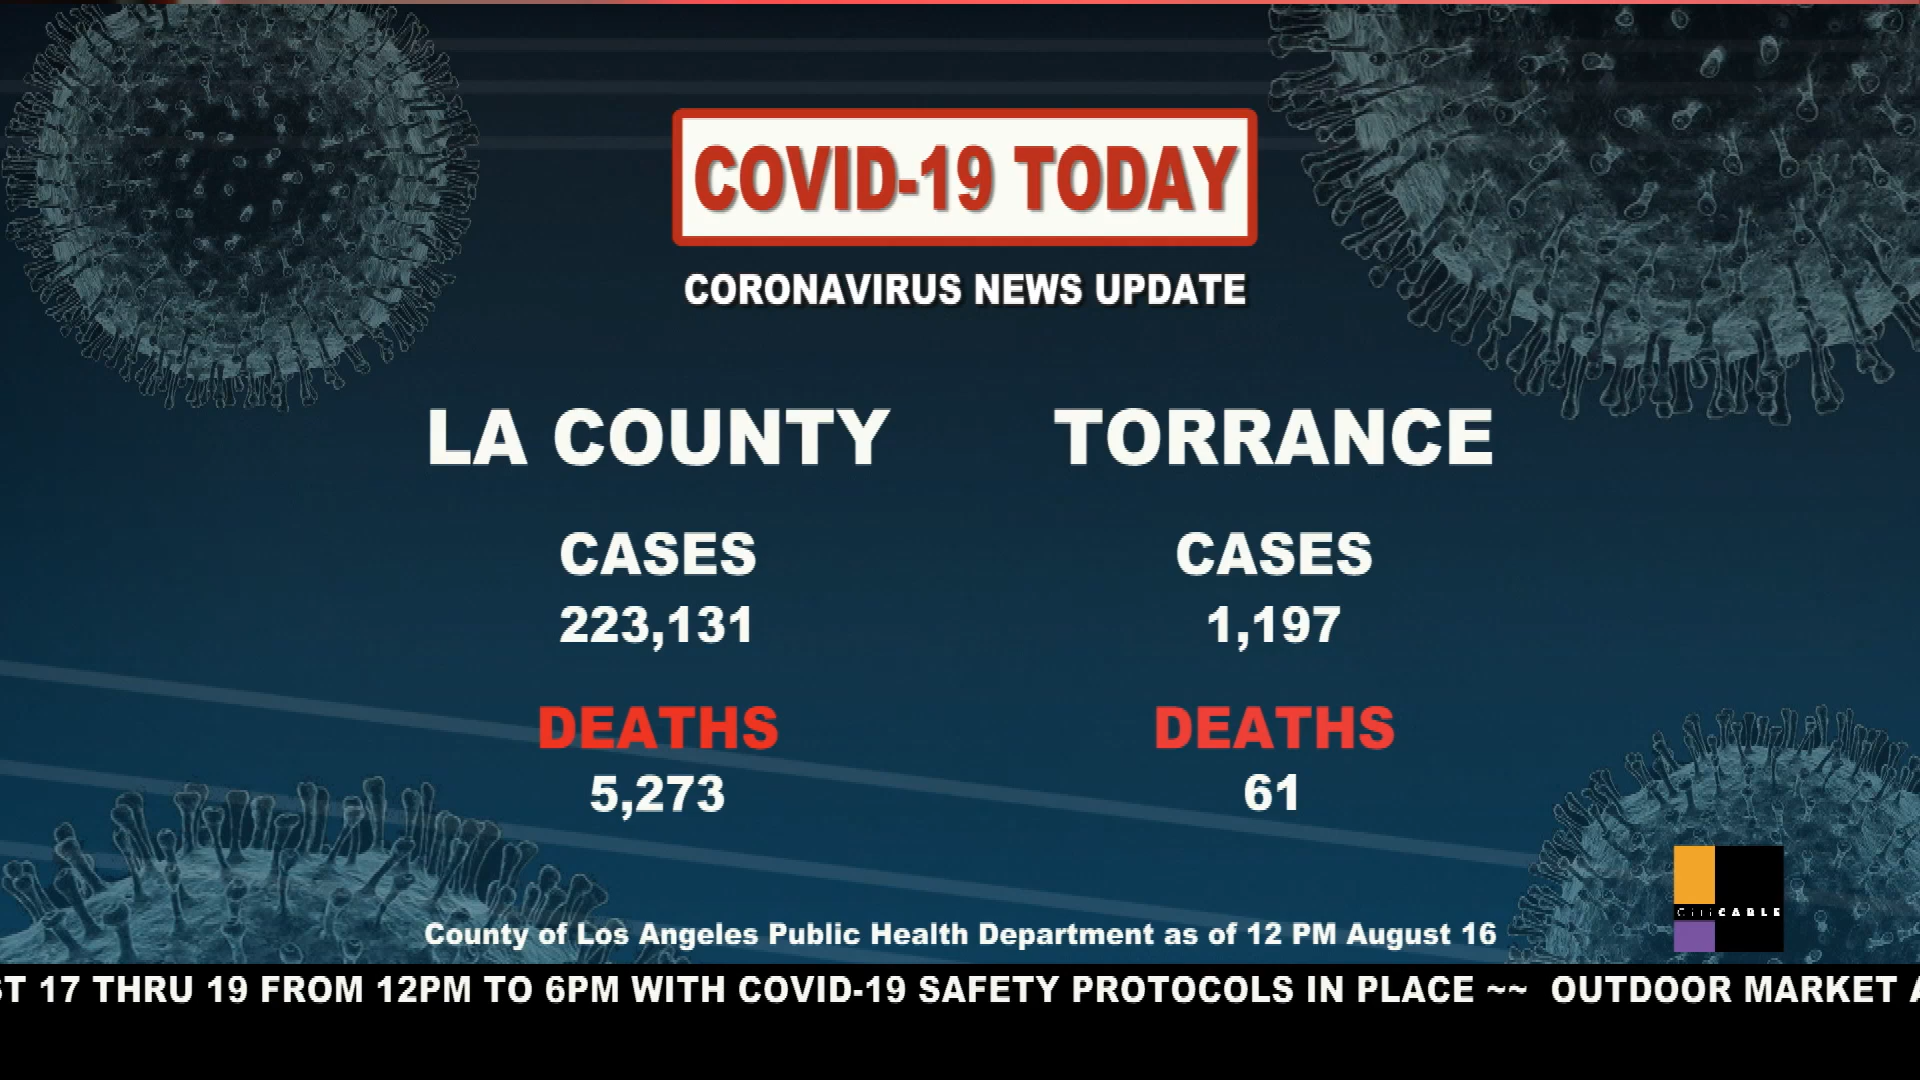 COVID-19 TODAY
CORONAVIRUS NEWS UPDATE
LA COUNTY
CASES
223,131
DEATHS
5,273
TORRANCE
CASES
1,197
DEATHS
61
County of Los Angeles Public Health Department as of 12 PM August 16
CITICABLE
ST 17 THRU 19 FROM 12PM TO 6PM WITH COVID-19 SAFETY PROTOCOLS IN PLACE ~~ OUTDOOR MARKET A